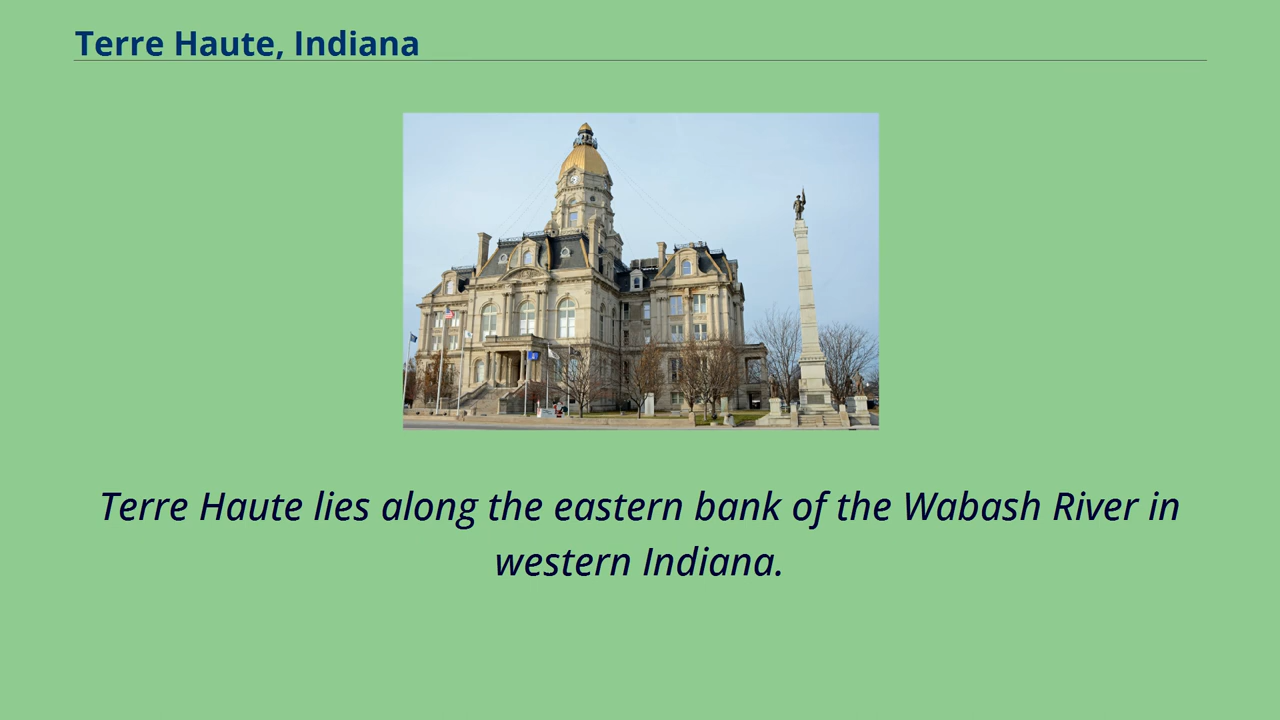 Terre Haute, Indiana
Terre Haute lies along the eastern bank of the Wabash River in
western Indiana.